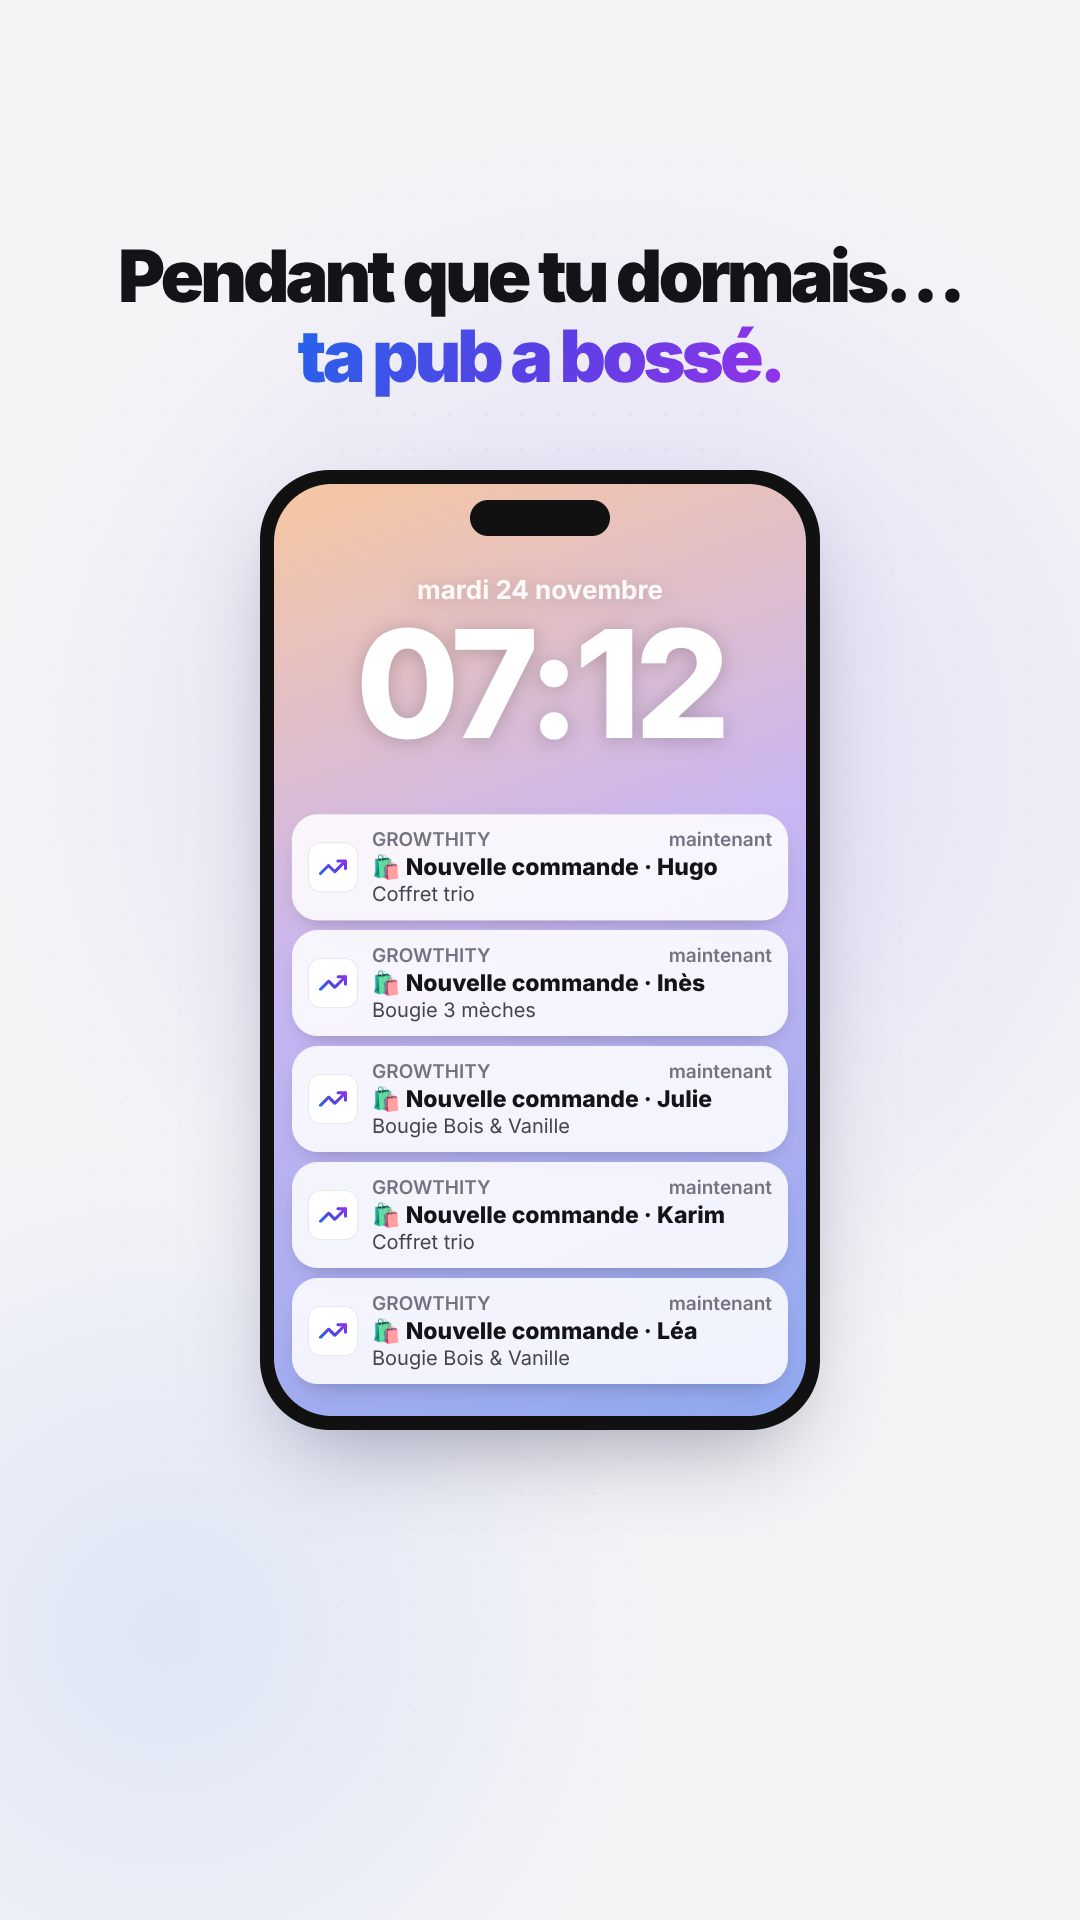 Pendant que tu dormais…
ta pub a bossé.
mardi 24 novembre
07:12
GROWTHITY maintenant
🛍️ Nouvelle commande · Hugo
Coffret trio
GROWTHITY maintenant
🛍️ Nouvelle commande · Inès
Bougie 3 mèches
GROWTHITY maintenant
🛍️ Nouvelle commande · Julie
Bougie Bois & Vanille
GROWTHITY maintenant
🛍️ Nouvelle commande · Karim
Coffret trio
GROWTHITY maintenant
🛍️ Nouvelle commande · Léa
Bougie Bois & Vanille